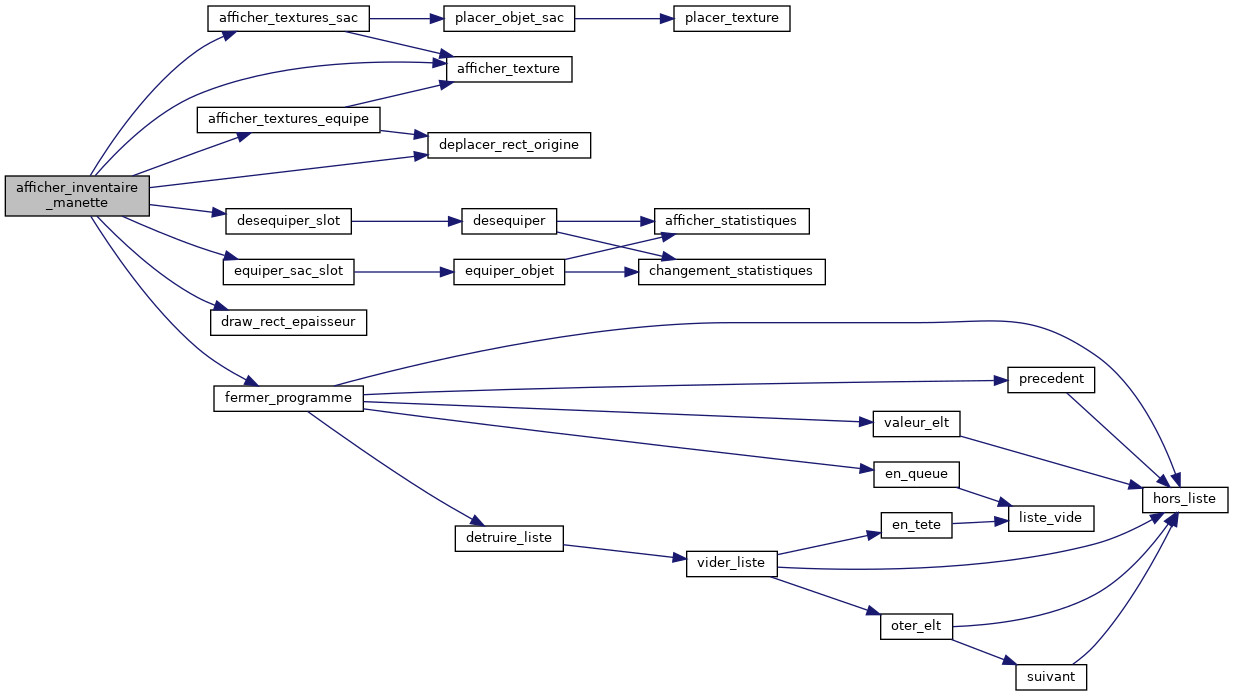 afficher_textures_sac
placer_objet_sac
placer_texture
afficher_texture
afficher_textures_equipe
deplacer_rect_origine
afficher_inventaire
_manette
desequiper_slot
desequiper
afficher_statistiques
equiper_sac_slot
equiper_objet
changement_statistiques
draw_rect_epaisseur
fermer_programme
precedent
valeur_elt
en_queue
hors_liste
liste_vide
en_tete
detruire_liste
vider_liste
oter_elt
suivant